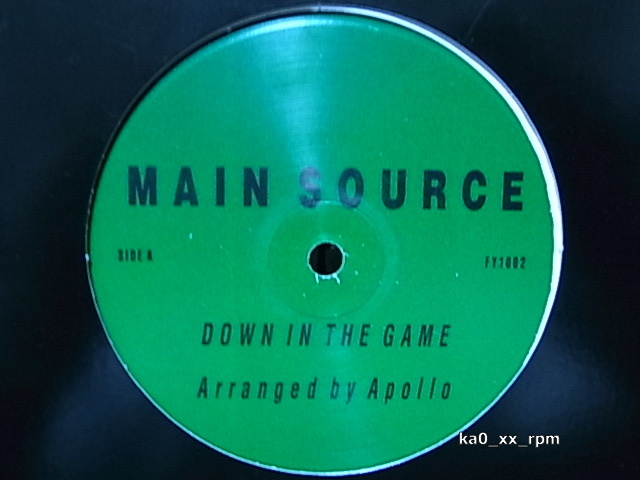 MAIN SOURCE
SIDE A
FY1002
DOWN IN THE GAME
Arranged by Apollo
ka0_xx_rpm